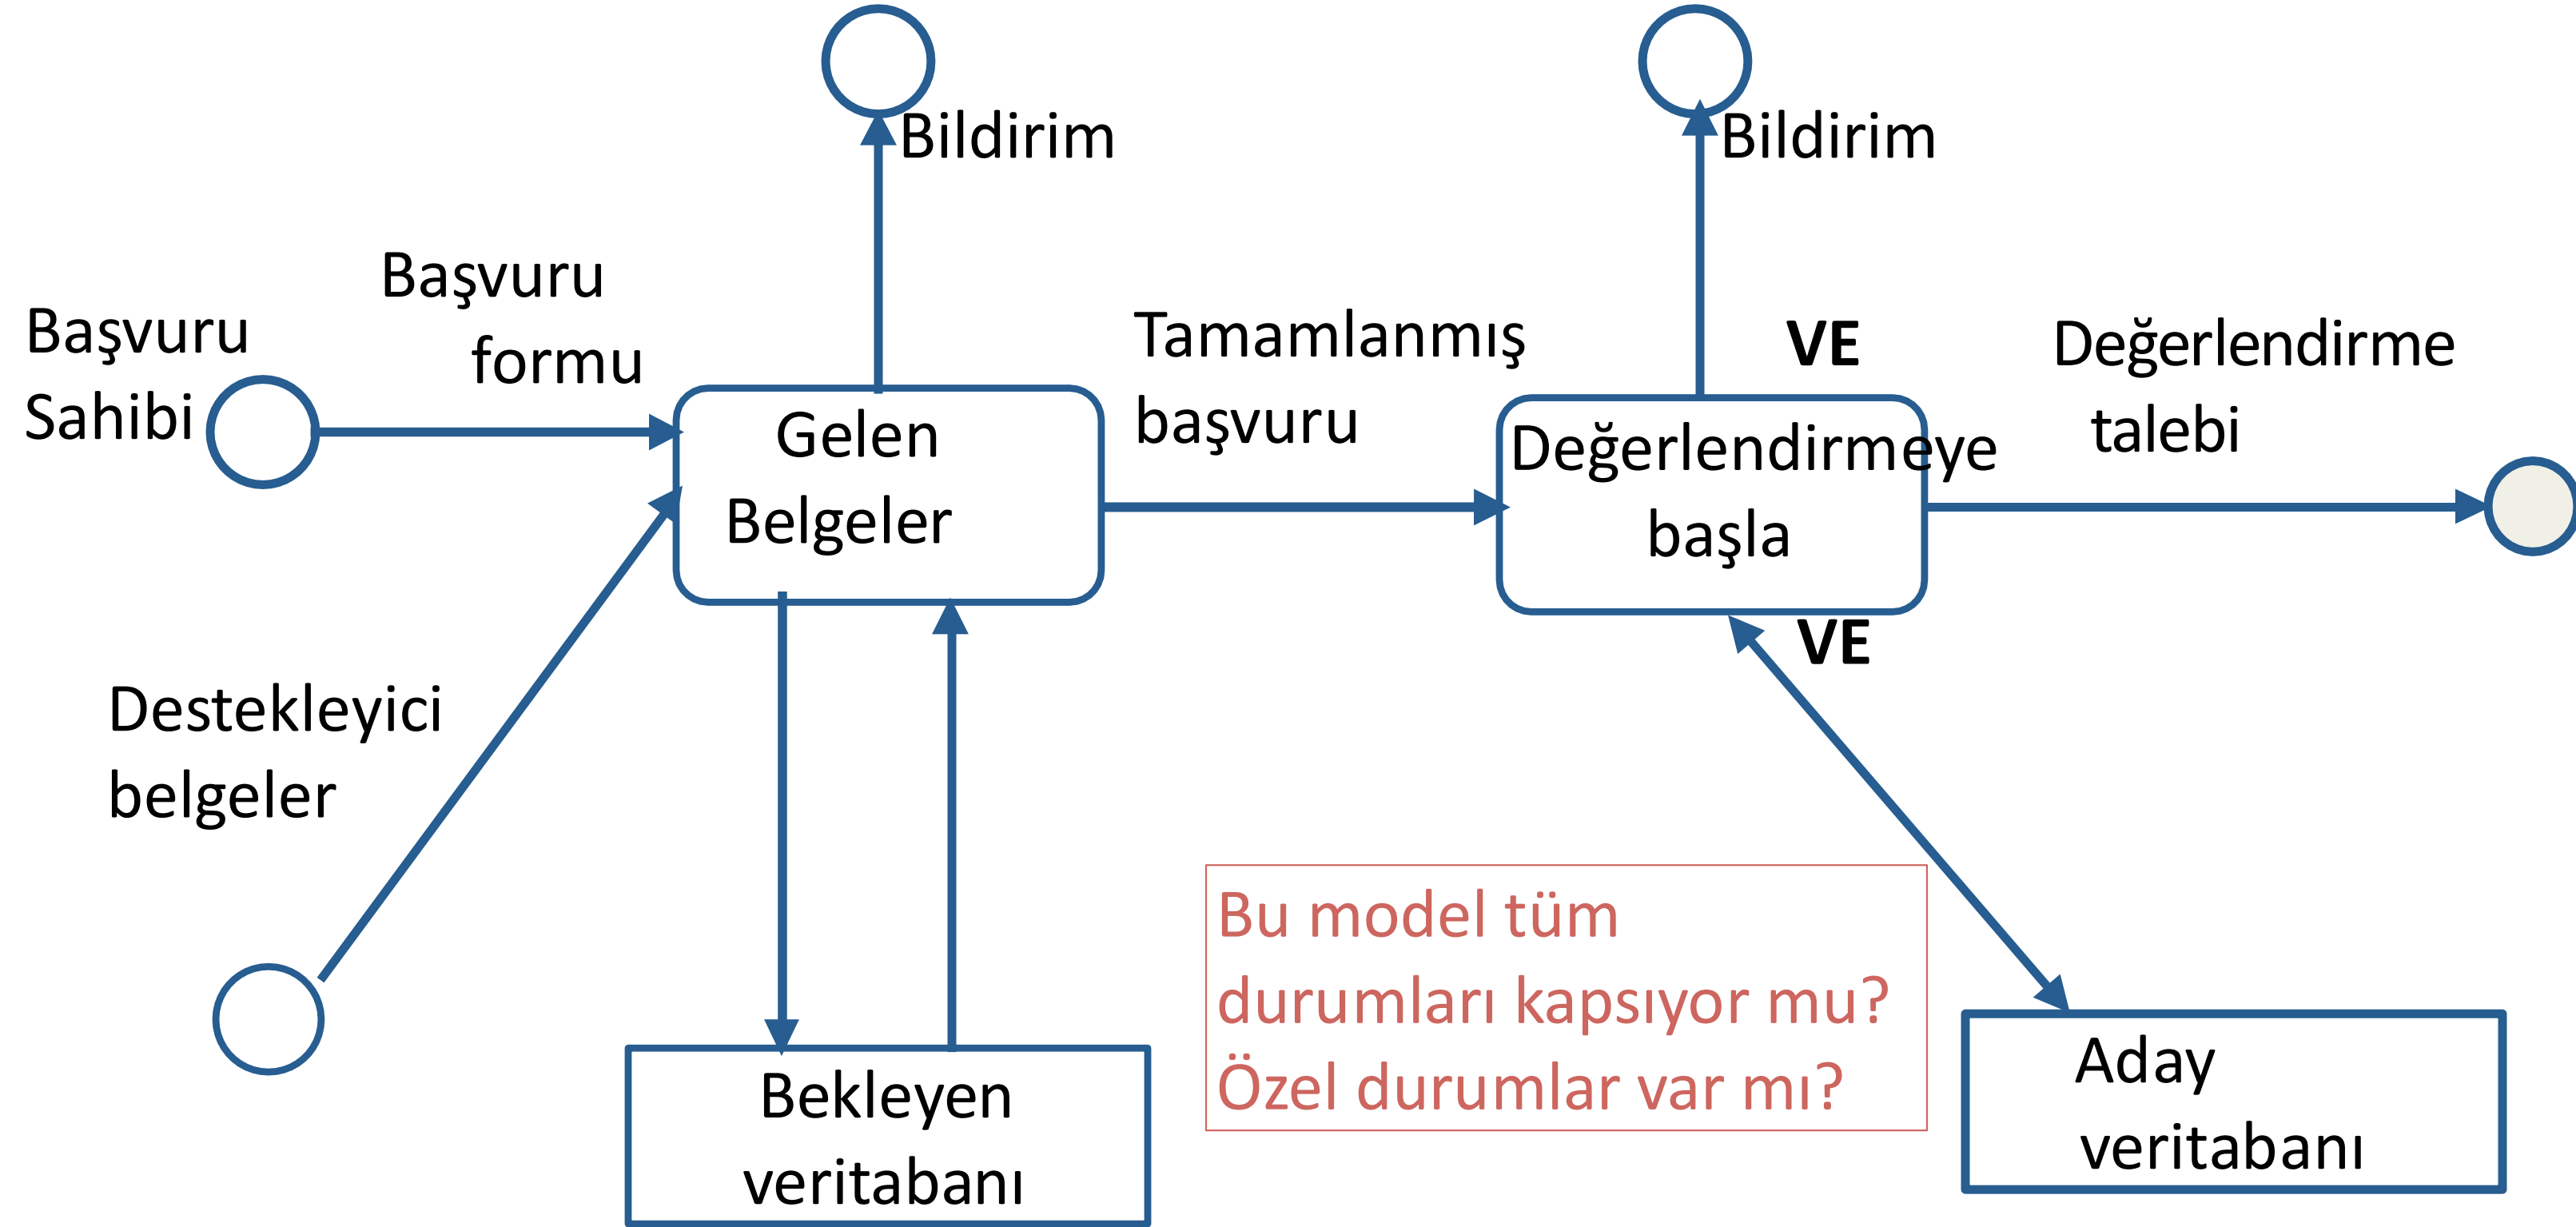 Bildirim
Bildirim
Başvuru
Sahibi
Başvuru
formu
Tamamlanmış
başvuru
VE
Değerlendirme
talebi
Gelen
Belgeler
Değerlendirmeye
başla
VE
Destekleyici
belgeler
Bu model tüm
durumları kapsıyor mu?
Özel durumlar var mı?
Bekleyen
veritabanı
Aday
veritabanı